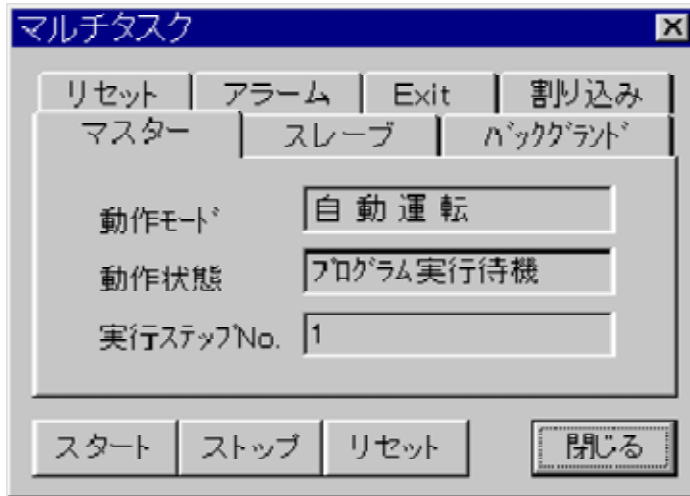 マルチタスク
リセット アラーム Exit 割り込み
マスター スレーブ ﾊﾞｯｸｸﾞﾗﾝﾄﾞ
動作ﾓｰﾄﾞ 自動運転
動作状態 ﾌﾟﾛｸﾞﾗﾑ実行待機
実行ｽﾃｯﾌﾟNo. 1
スタート ストップ リセット 閉じる